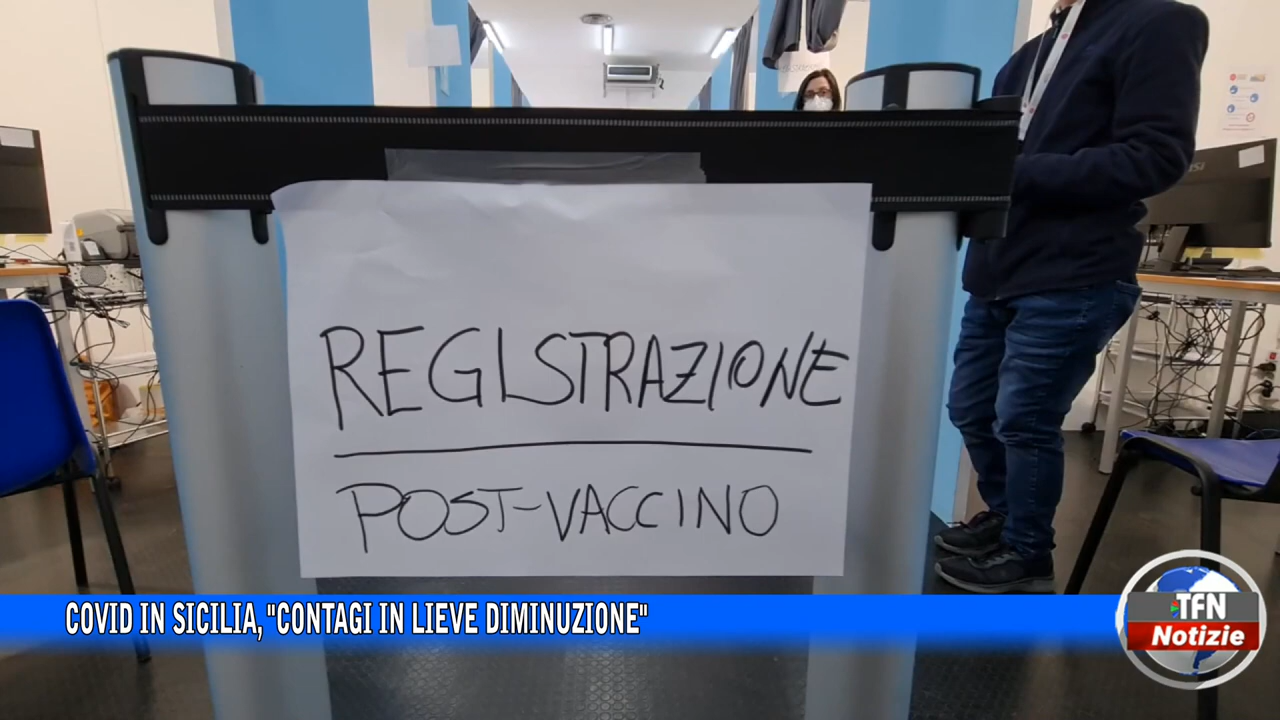 REGISTRAZIONE
POST-VACCINO
COVID IN SICILIA, "CONTAGI IN LIEVE DIMINUZIONE"
TFN
Notizie